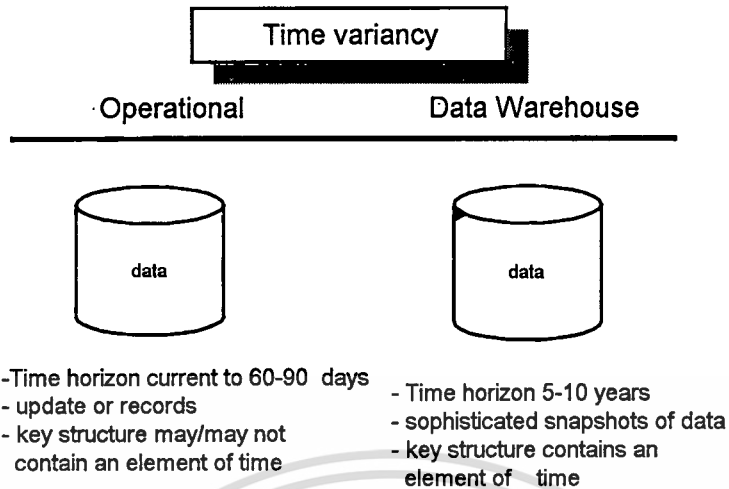 Time variancy
Operational
Data Warehouse
data
data
-Time horizon current to 60-90 days
- update or records
- key structure may/may not
contain an element of time
- Time horizon 5-10 years
- sophisticated snapshots of data
- key structure contains an
element of time